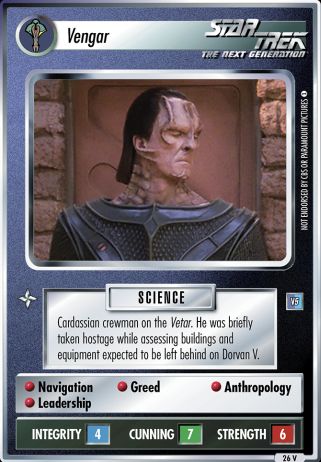 Vengar
STAR TREK
THE NEXT GENERATION
NOT ENDORSED BY CBS OR PARAMOUNT PICTURES
SCIENCE
VS
Cardassian crewman on the Vetar. He was briefly
taken hostage while assessing buildings and
equipment expected to be left behind on Dorvan V.
Navigation Greed Anthropology
Leadership
INTEGRITY 4 CUNNING 7 STRENGTH 6
26 V